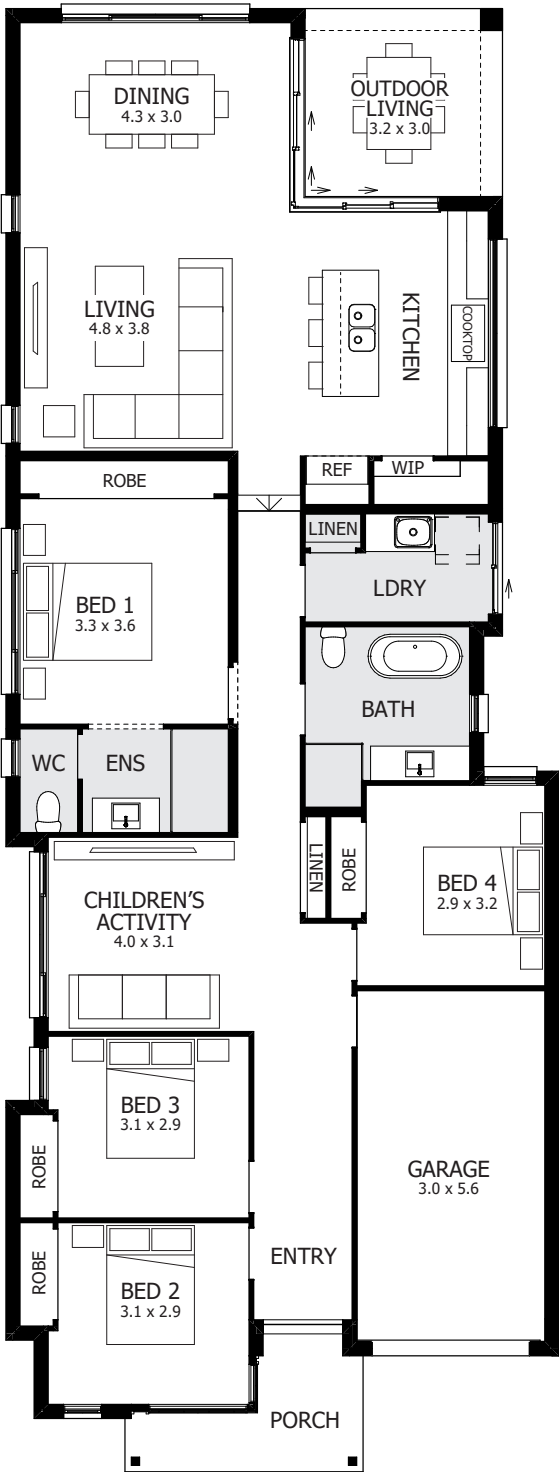 DINING
4.3 x 3.0
OUTDOOR
LIVING
3.2 x 3.0
LIVING
4.8 x 3.8
KITCHEN
COOKTOP
REF
WIP
ROBE
LINEN
LDRY
BED 1
3.3 x 3.6
BATH
WC
ENS
LINEN
ROBE
BED 4
2.9 x 3.2
CHILDREN'S
ACTIVITY
4.0 x 3.1
BED 3
3.1 x 2.9
ROBE
GARAGE
3.0 x 5.6
ENTRY
ROBE
BED 2
3.1 x 2.9
PORCH